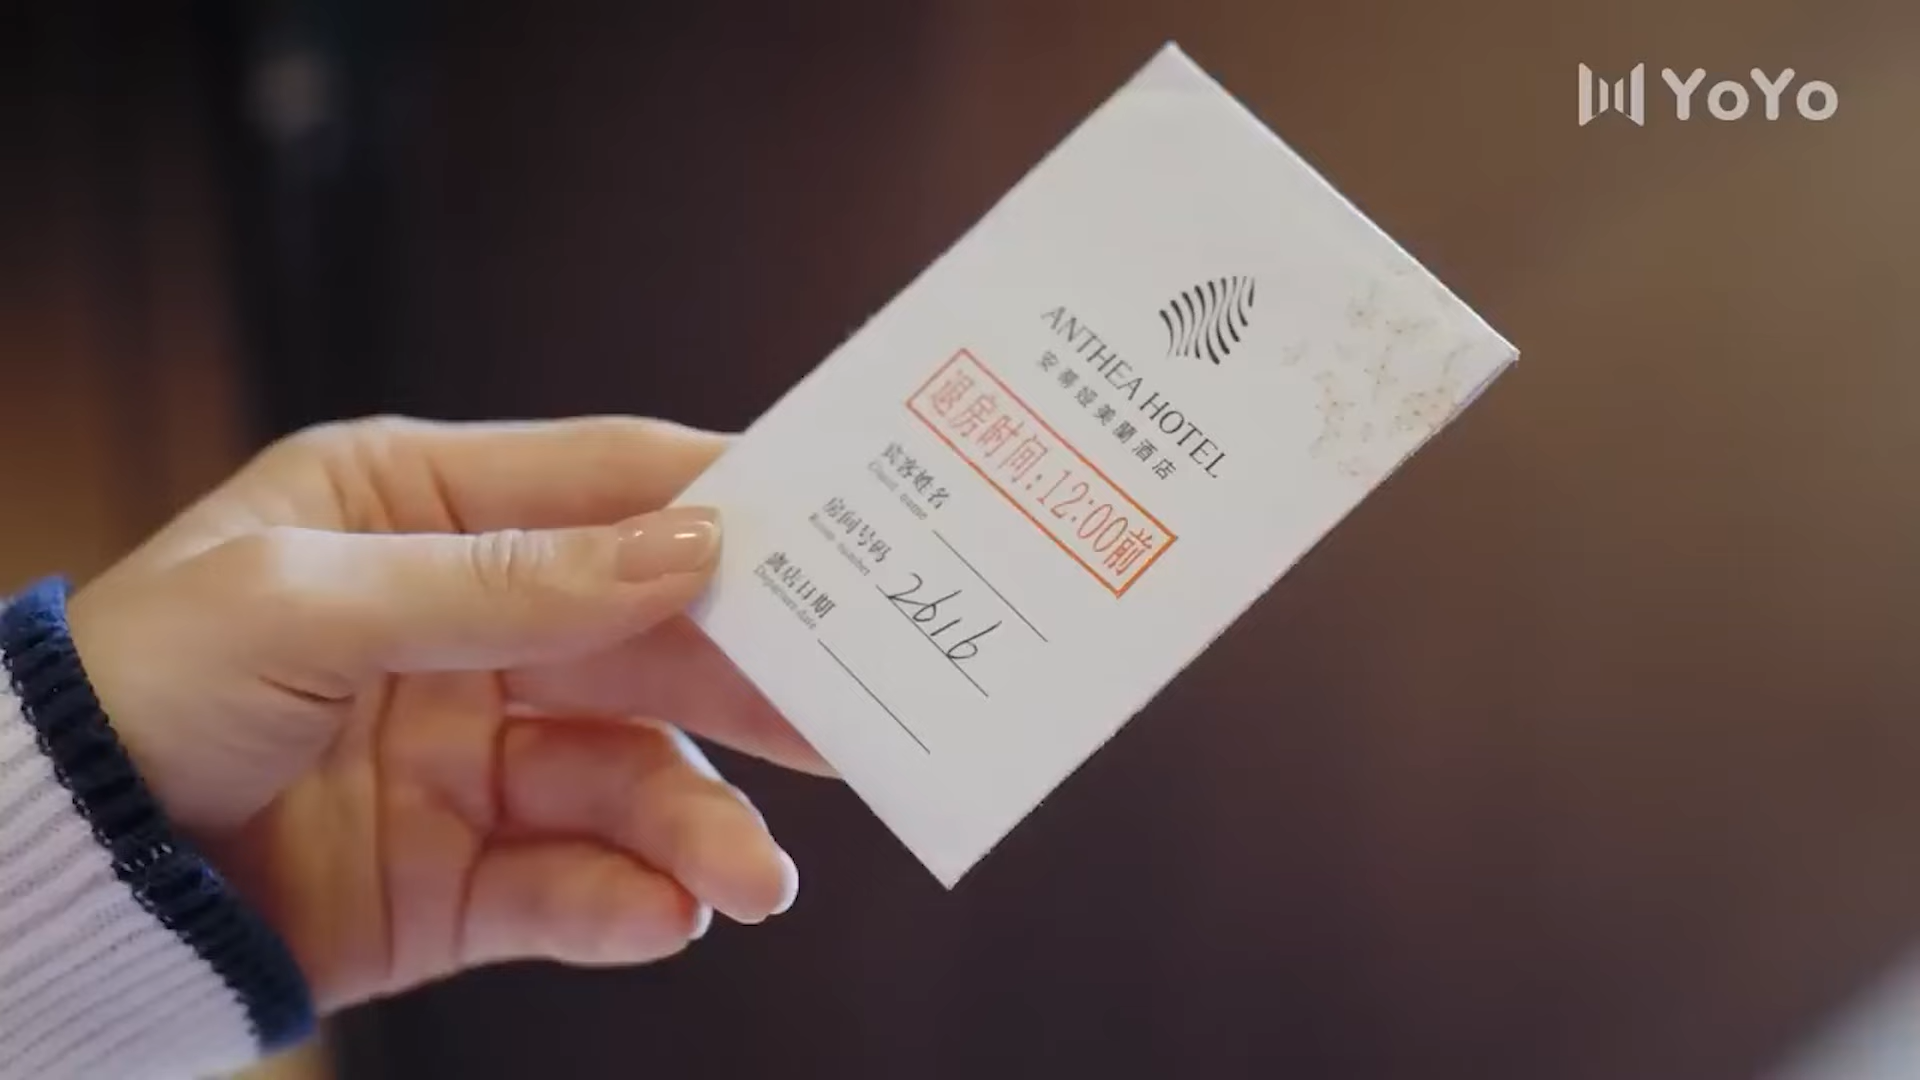 YoYo
ANTHEA HOTEL
安蒂娅美蘭酒店
退房时间:12:00前
宾客姓名
Guest name
房间号码
Room number
2616
离店日期
Departure date